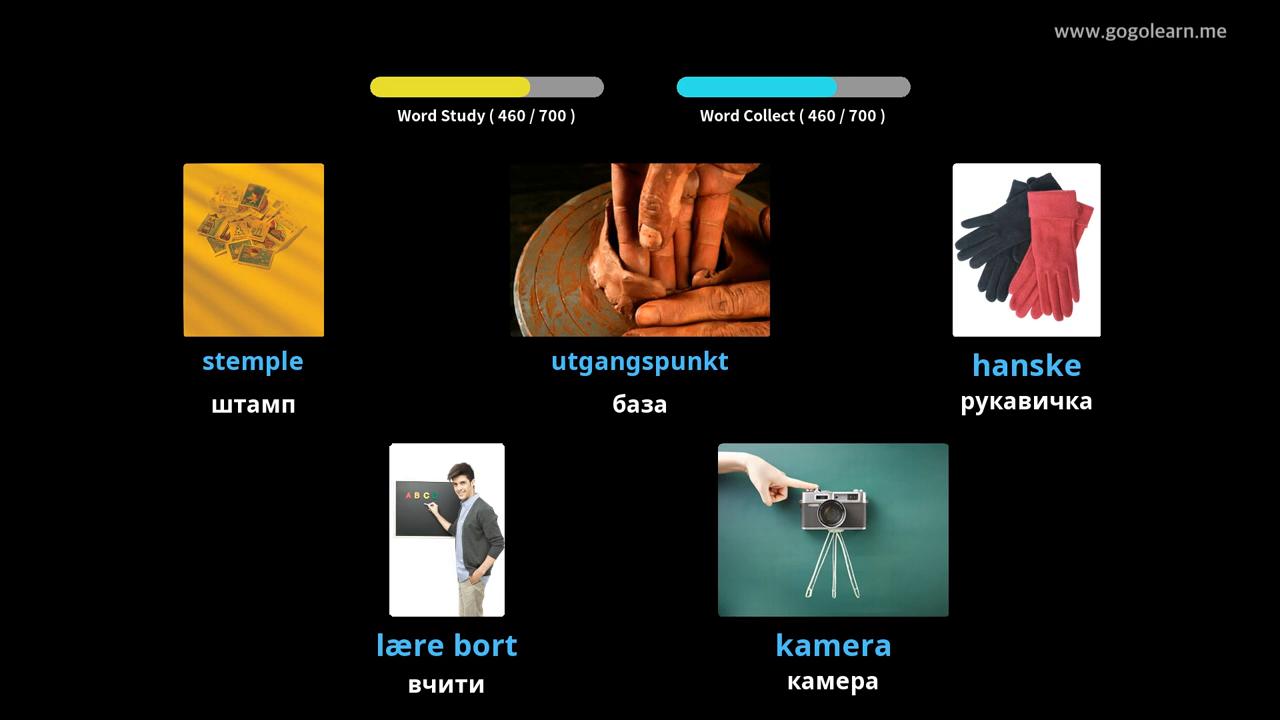 www.gogolearn.me
Word Study ( 460 / 700 )
Word Collect ( 460 / 700 )
stemple
штамп
utgangspunkt
база
hanske
рукавичка
A B C D
lære bort
вчити
kamera
камера